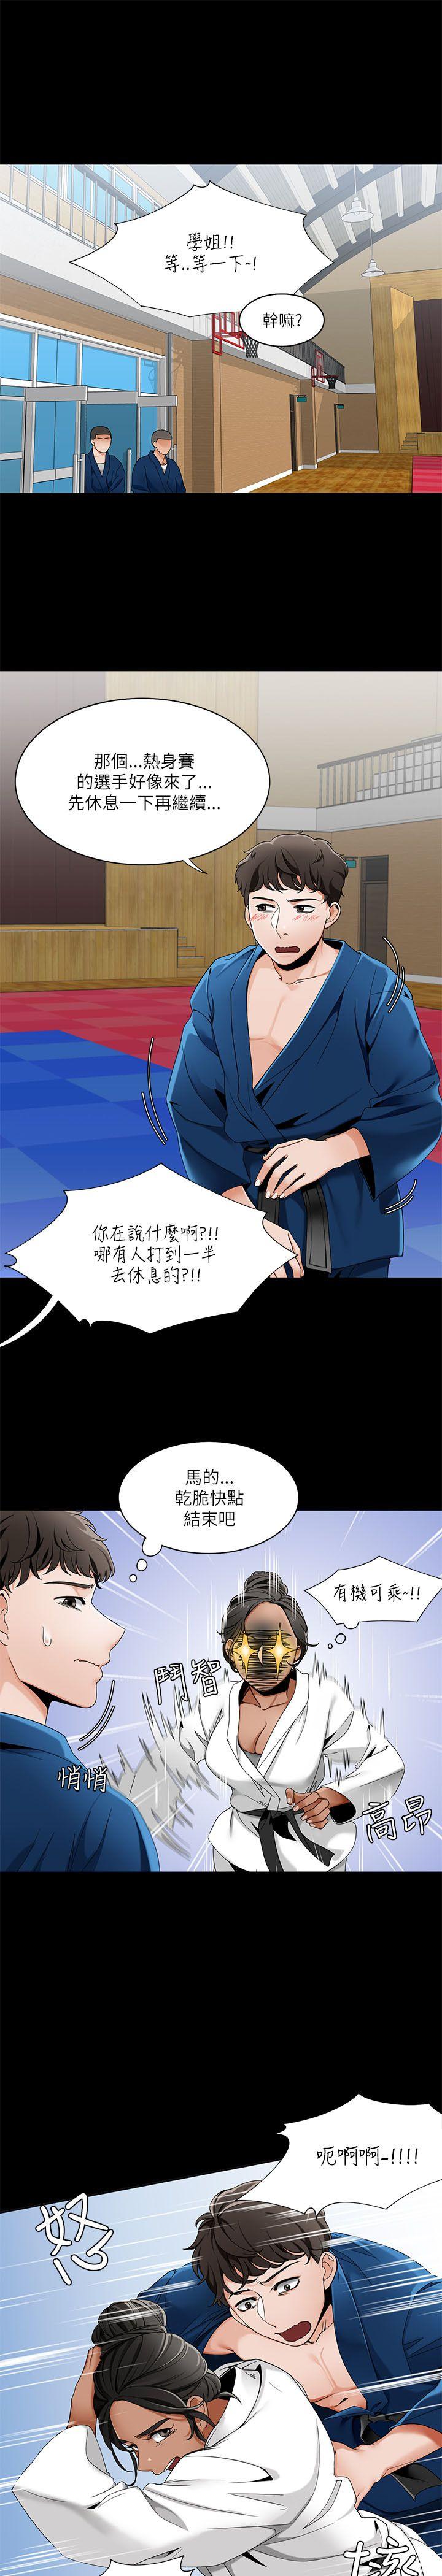 學姐!!
等..等一下~!
幹嘛?
那個...熱身賽
的選手好像來了...
先休息一下再繼續...
你在說什麼啊?!!
哪有人打到一半
去休息的?!!
馬的...
乾脆快點
結束吧
有機可乘~!!
鬥智
悄悄
高昂
呃啊啊-!!!!
怒